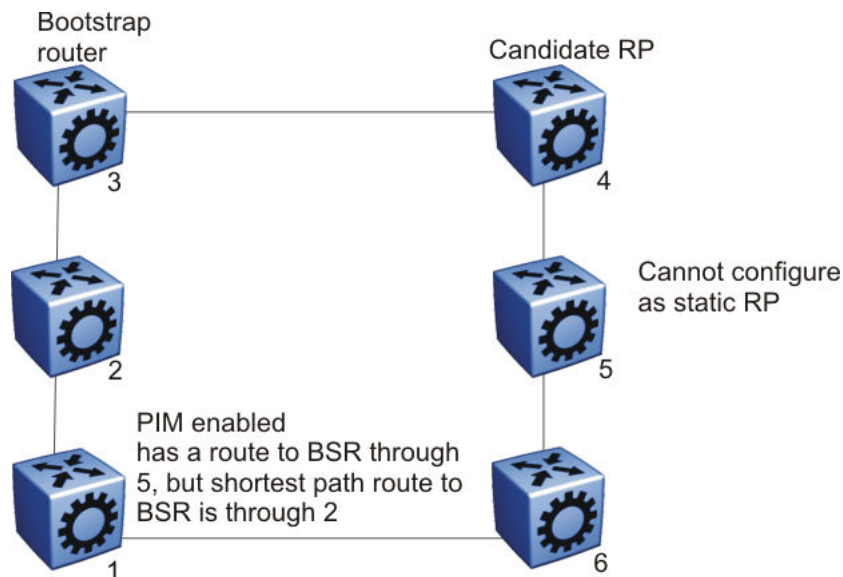 Bootstrap
router
Candidate RP
3
4
Cannot configure
as static RP
2
5
PIM enabled
has a route to BSR through
5, but shortest path route to
BSR is through 2
1
6